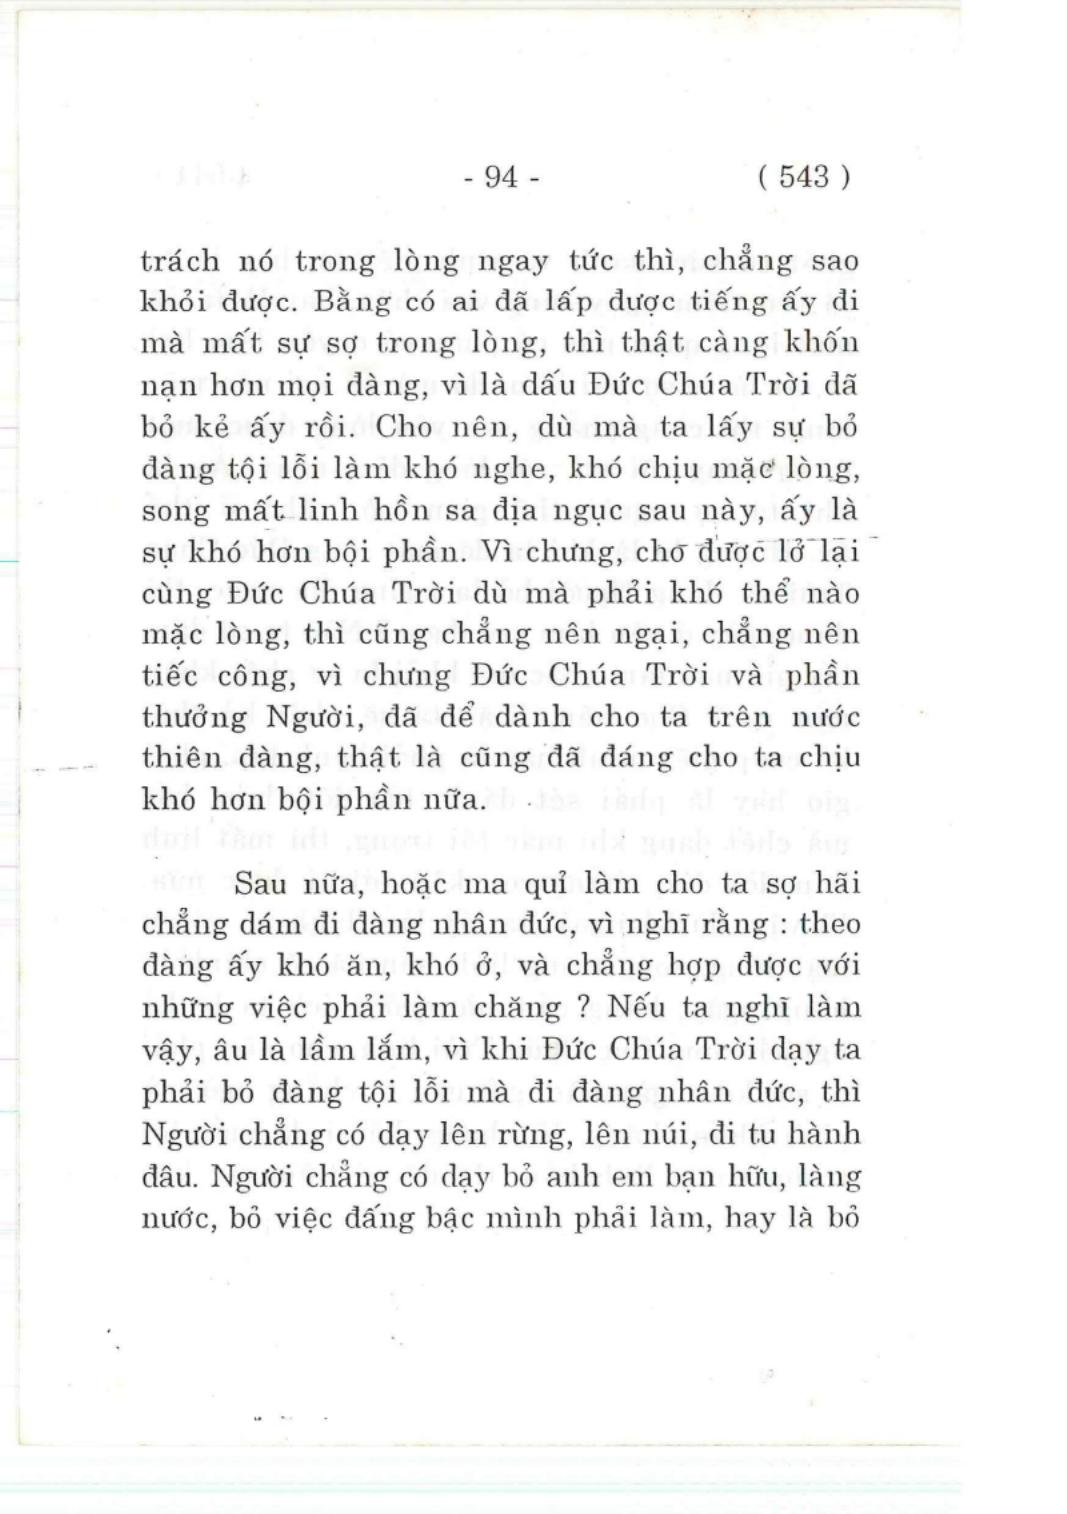 - 94 - ( 543 )
trách nó trong lòng ngay tức thì, chẳng sao
khỏi được. Bằng có ai đã lấp được tiếng ấy đi
mà mất sự sợ trong lòng, thì thật càng khốn
nạn hơn mọi đàng, vì là dấu Đức Chúa Trời đã
bỏ kẻ ấy rồi. Cho nên, dù mà ta lấy sự bỏ
đàng tội lỗi làm khó nghe, khó chịu mặc lòng,
song mất linh hồn sa địa ngục sau này, ấy là
sự khó hơn bội phần. Vì chưng, cho được lở lại
cùng Đức Chúa Trời dù mà phải khó thể nào
mặc lòng, thì cũng chẳng nên ngại, chẳng nên
tiếc công, vì chưng Đức Chúa Trời và phần
thưởng Người, đã để dành cho ta trên nước
thiên đàng, thật là cũng đã đáng cho ta chịu
khó hơn bội phần nữa.
Sau nữa, hoặc ma quỉ làm cho ta sợ hãi
chẳng dám đi đàng nhân đức, vì nghĩ rằng : theo
đàng ấy khó ăn, khó ở, và chẳng hợp được với
những việc phải làm chăng ? Nếu ta nghĩ làm
vậy, âu là lầm lắm, vì khi Đức Chúa Trời dạy ta
phải bỏ đàng tội lỗi mà đi đàng nhân đức, thì
Người chẳng có dạy lên rừng, lên núi, đi tu hành
đâu. Người chẳng có dạy bỏ anh em bạn hữu, làng
nước, bỏ việc đấng bậc mình phải làm, hay là bỏ